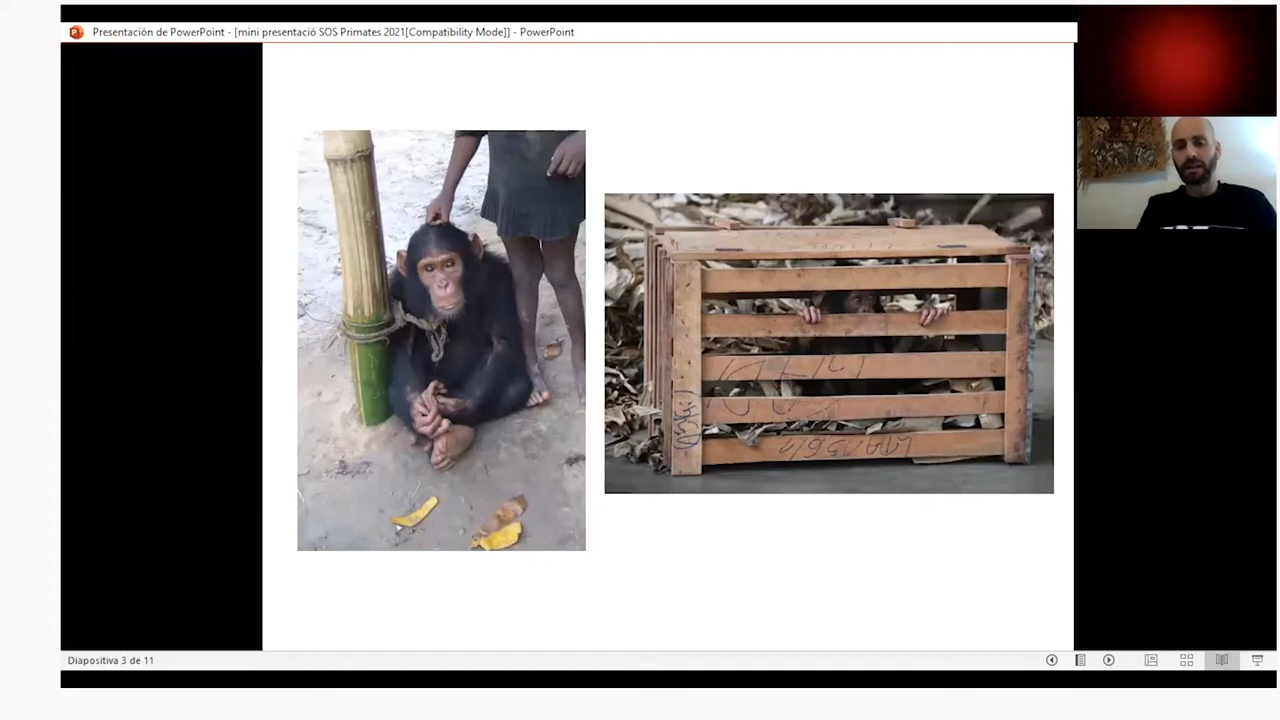 Presentación de PowerPoint - [mini presentació SOS Primates 2021[Compatibility Mode]] - PowerPoint
Diapositiva 3 de 11